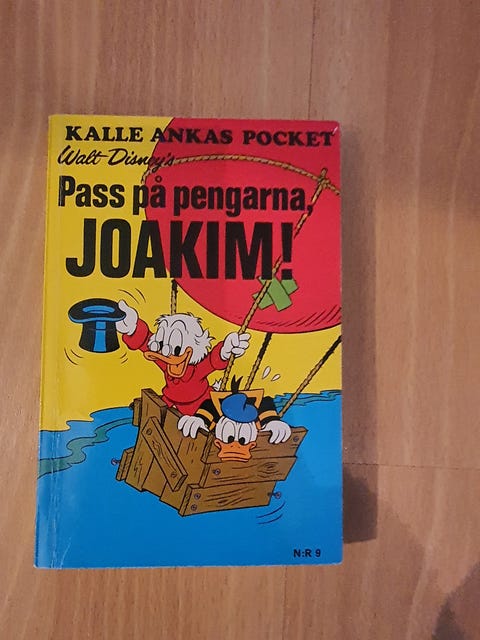 KALLE ANKAS POCKET
Walt Disney's
Pass på pengarna,
JOAKIM!
N:R 9